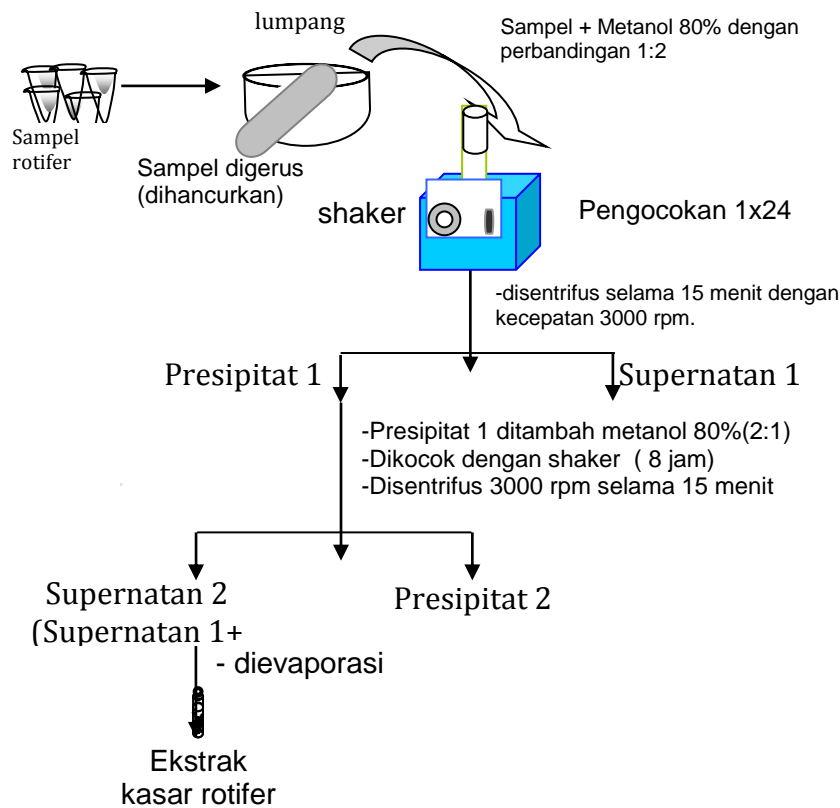 lumpang
Sampel + Metanol 80% dengan
perbandingan 1:2
Sampel
rotifer
Sampel digerus
(dihancurkan)
shaker
Pengocokan 1x24
-disentrifus selama 15 menit dengan
kecepatan 3000 rpm.
Presipitat 1
Supernatan 1
-Presipitat 1 ditambah metanol 80%(2:1)
-Dikocok dengan shaker ( 8 jam)
-Disentrifus 3000 rpm selama 15 menit
Supernatan 2
(Supernatan 1+
Presipitat 2
- dievaporasi
Ekstrak
kasar rotifer